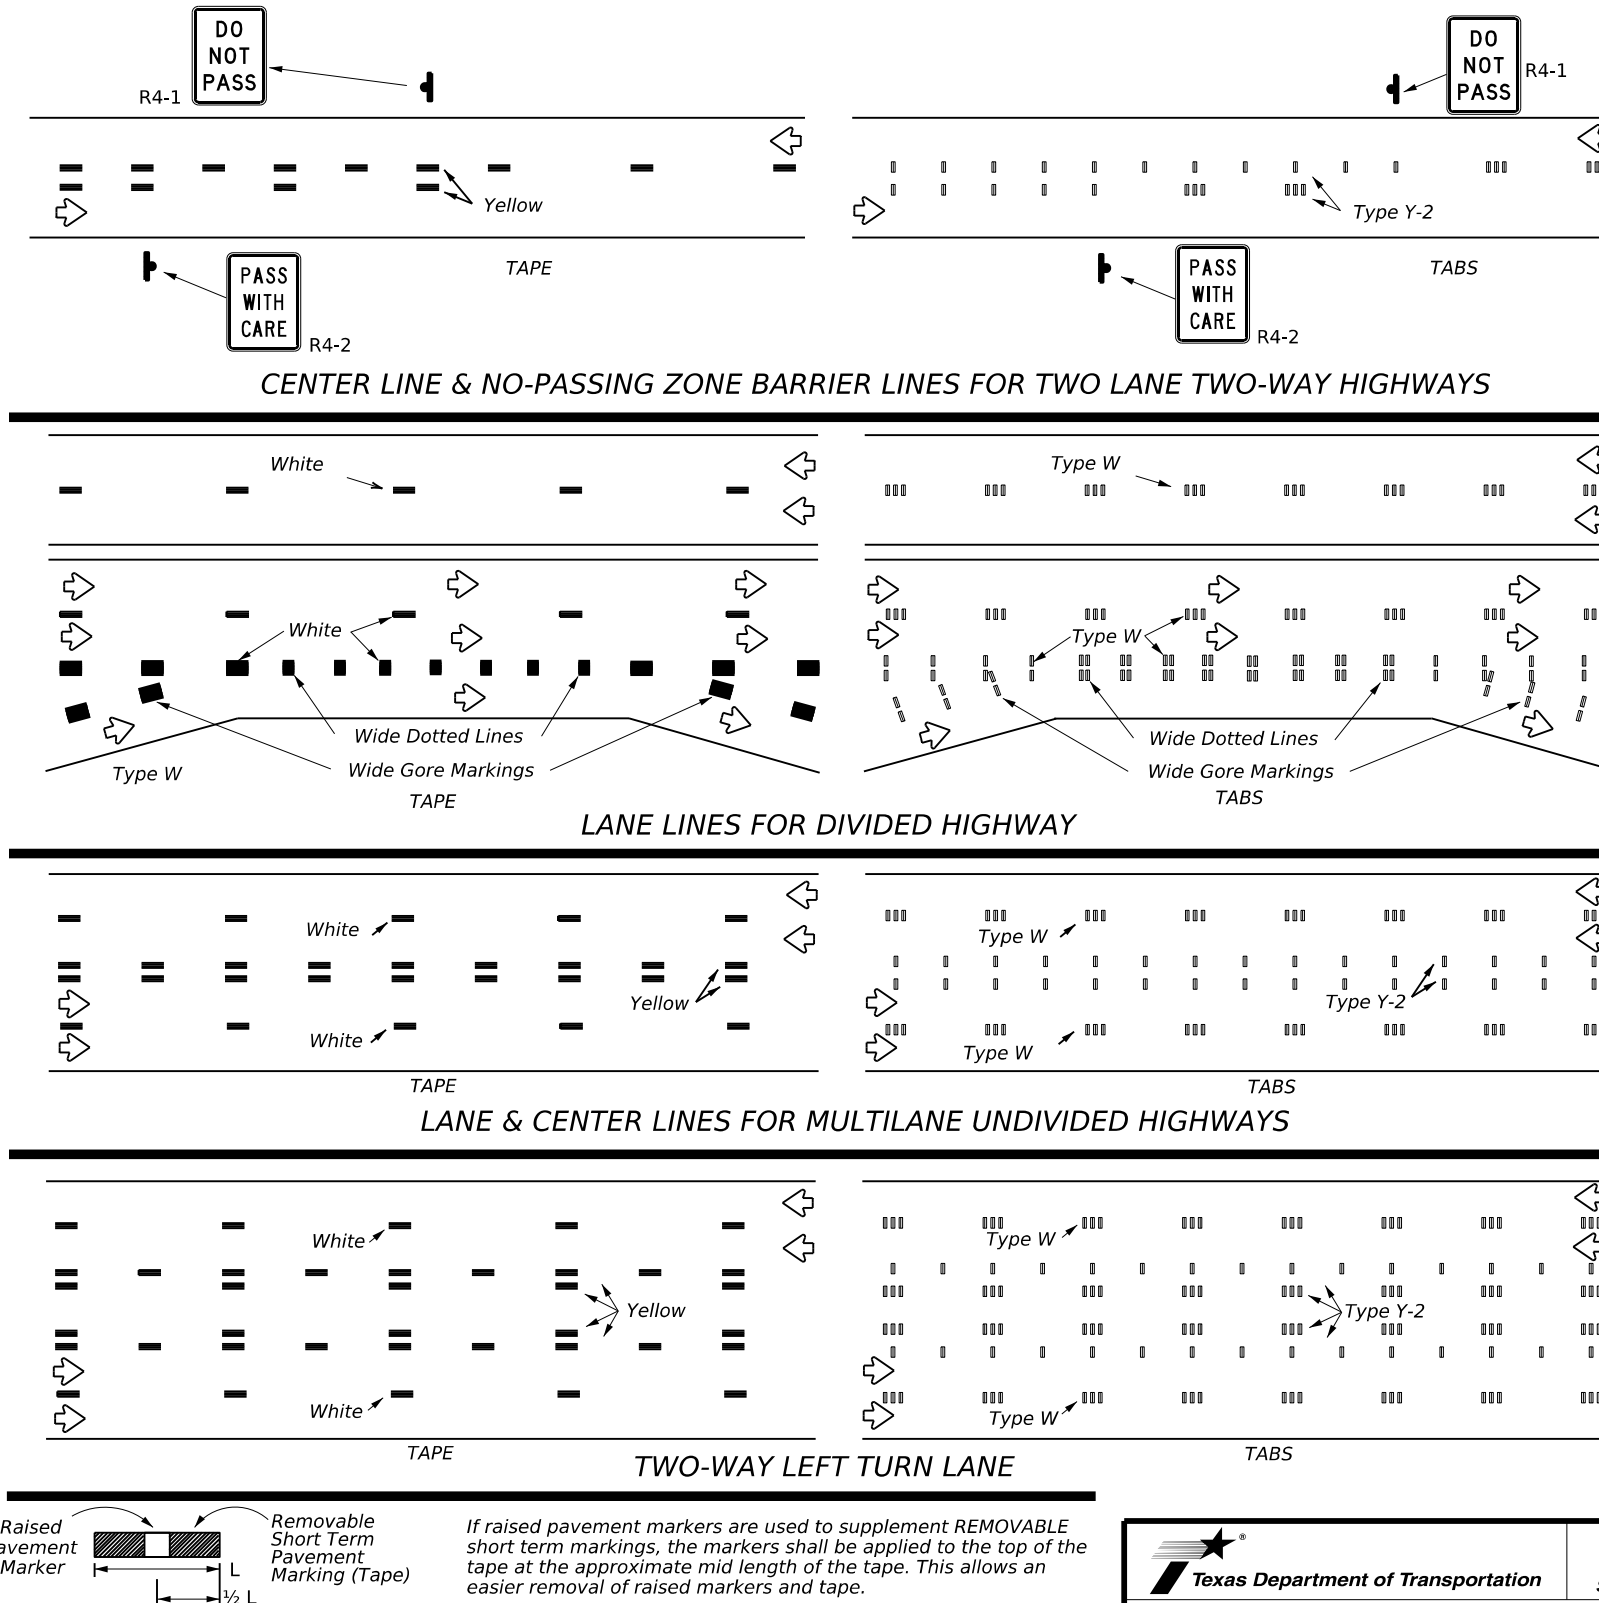 DO
NOT
PASS
R4-1
DO
NOT
PASS
R4-1
Yellow
Type Y-2
TAPE
TABS
PASS
WITH
CARE
R4-2
PASS
WITH
CARE
R4-2
CENTER LINE & NO-PASSING ZONE BARRIER LINES FOR TWO LANE TWO-WAY HIGHWAYS
White
Type W
White
Type W
Wide Dotted Lines
Wide Dotted Lines
Wide Gore Markings
Wide Gore Markings
Type W
TAPE
TABS
LANE LINES FOR DIVIDED HIGHWAY
White
Type W
Yellow
Type Y-2
White
Type W
TAPE
TABS
LANE & CENTER LINES FOR MULTILANE UNDIVIDED HIGHWAYS
White
Type W
Yellow
Type Y-2
White
Type W
TAPE
TABS
TWO-WAY LEFT TURN LANE
Raised
avement
Marker
Removable
Short Term
Pavement
Marking (Tape)
L
½ L
If raised pavement markers are used to supplement REMOVABLE
short term markings, the markers shall be applied to the top of the
tape at the approximate mid length of the tape. This allows an
easier removal of raised markers and tape.
®
Texas Department of Transportation